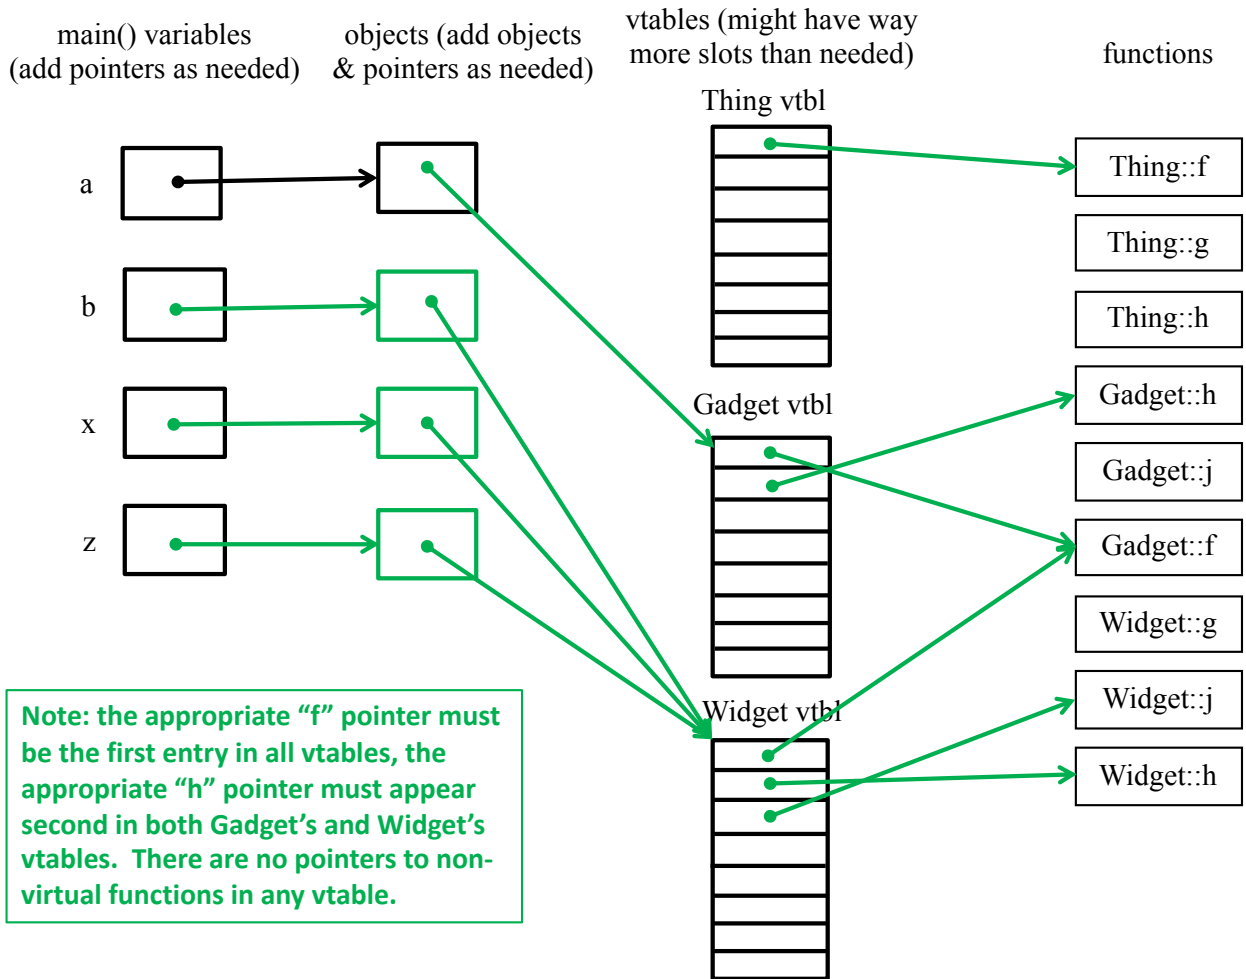 main() variables
(add pointers as needed)
objects (add objects
& pointers as needed)
vtables (might have way
more slots than needed)
functions
Thing vtbl
a
b
x
z
Gadget vtbl
Widget vtbl
Thing::f
Thing::g
Thing::h
Gadget::h
Gadget::j
Gadget::f
Widget::g
Widget::j
Widget::h
Note: the appropriate “f” pointer must
be the first entry in all vtables, the
appropriate “h” pointer must appear
second in both Gadget’s and Widget’s
vtables.  There are no pointers to non-
virtual functions in any vtable.